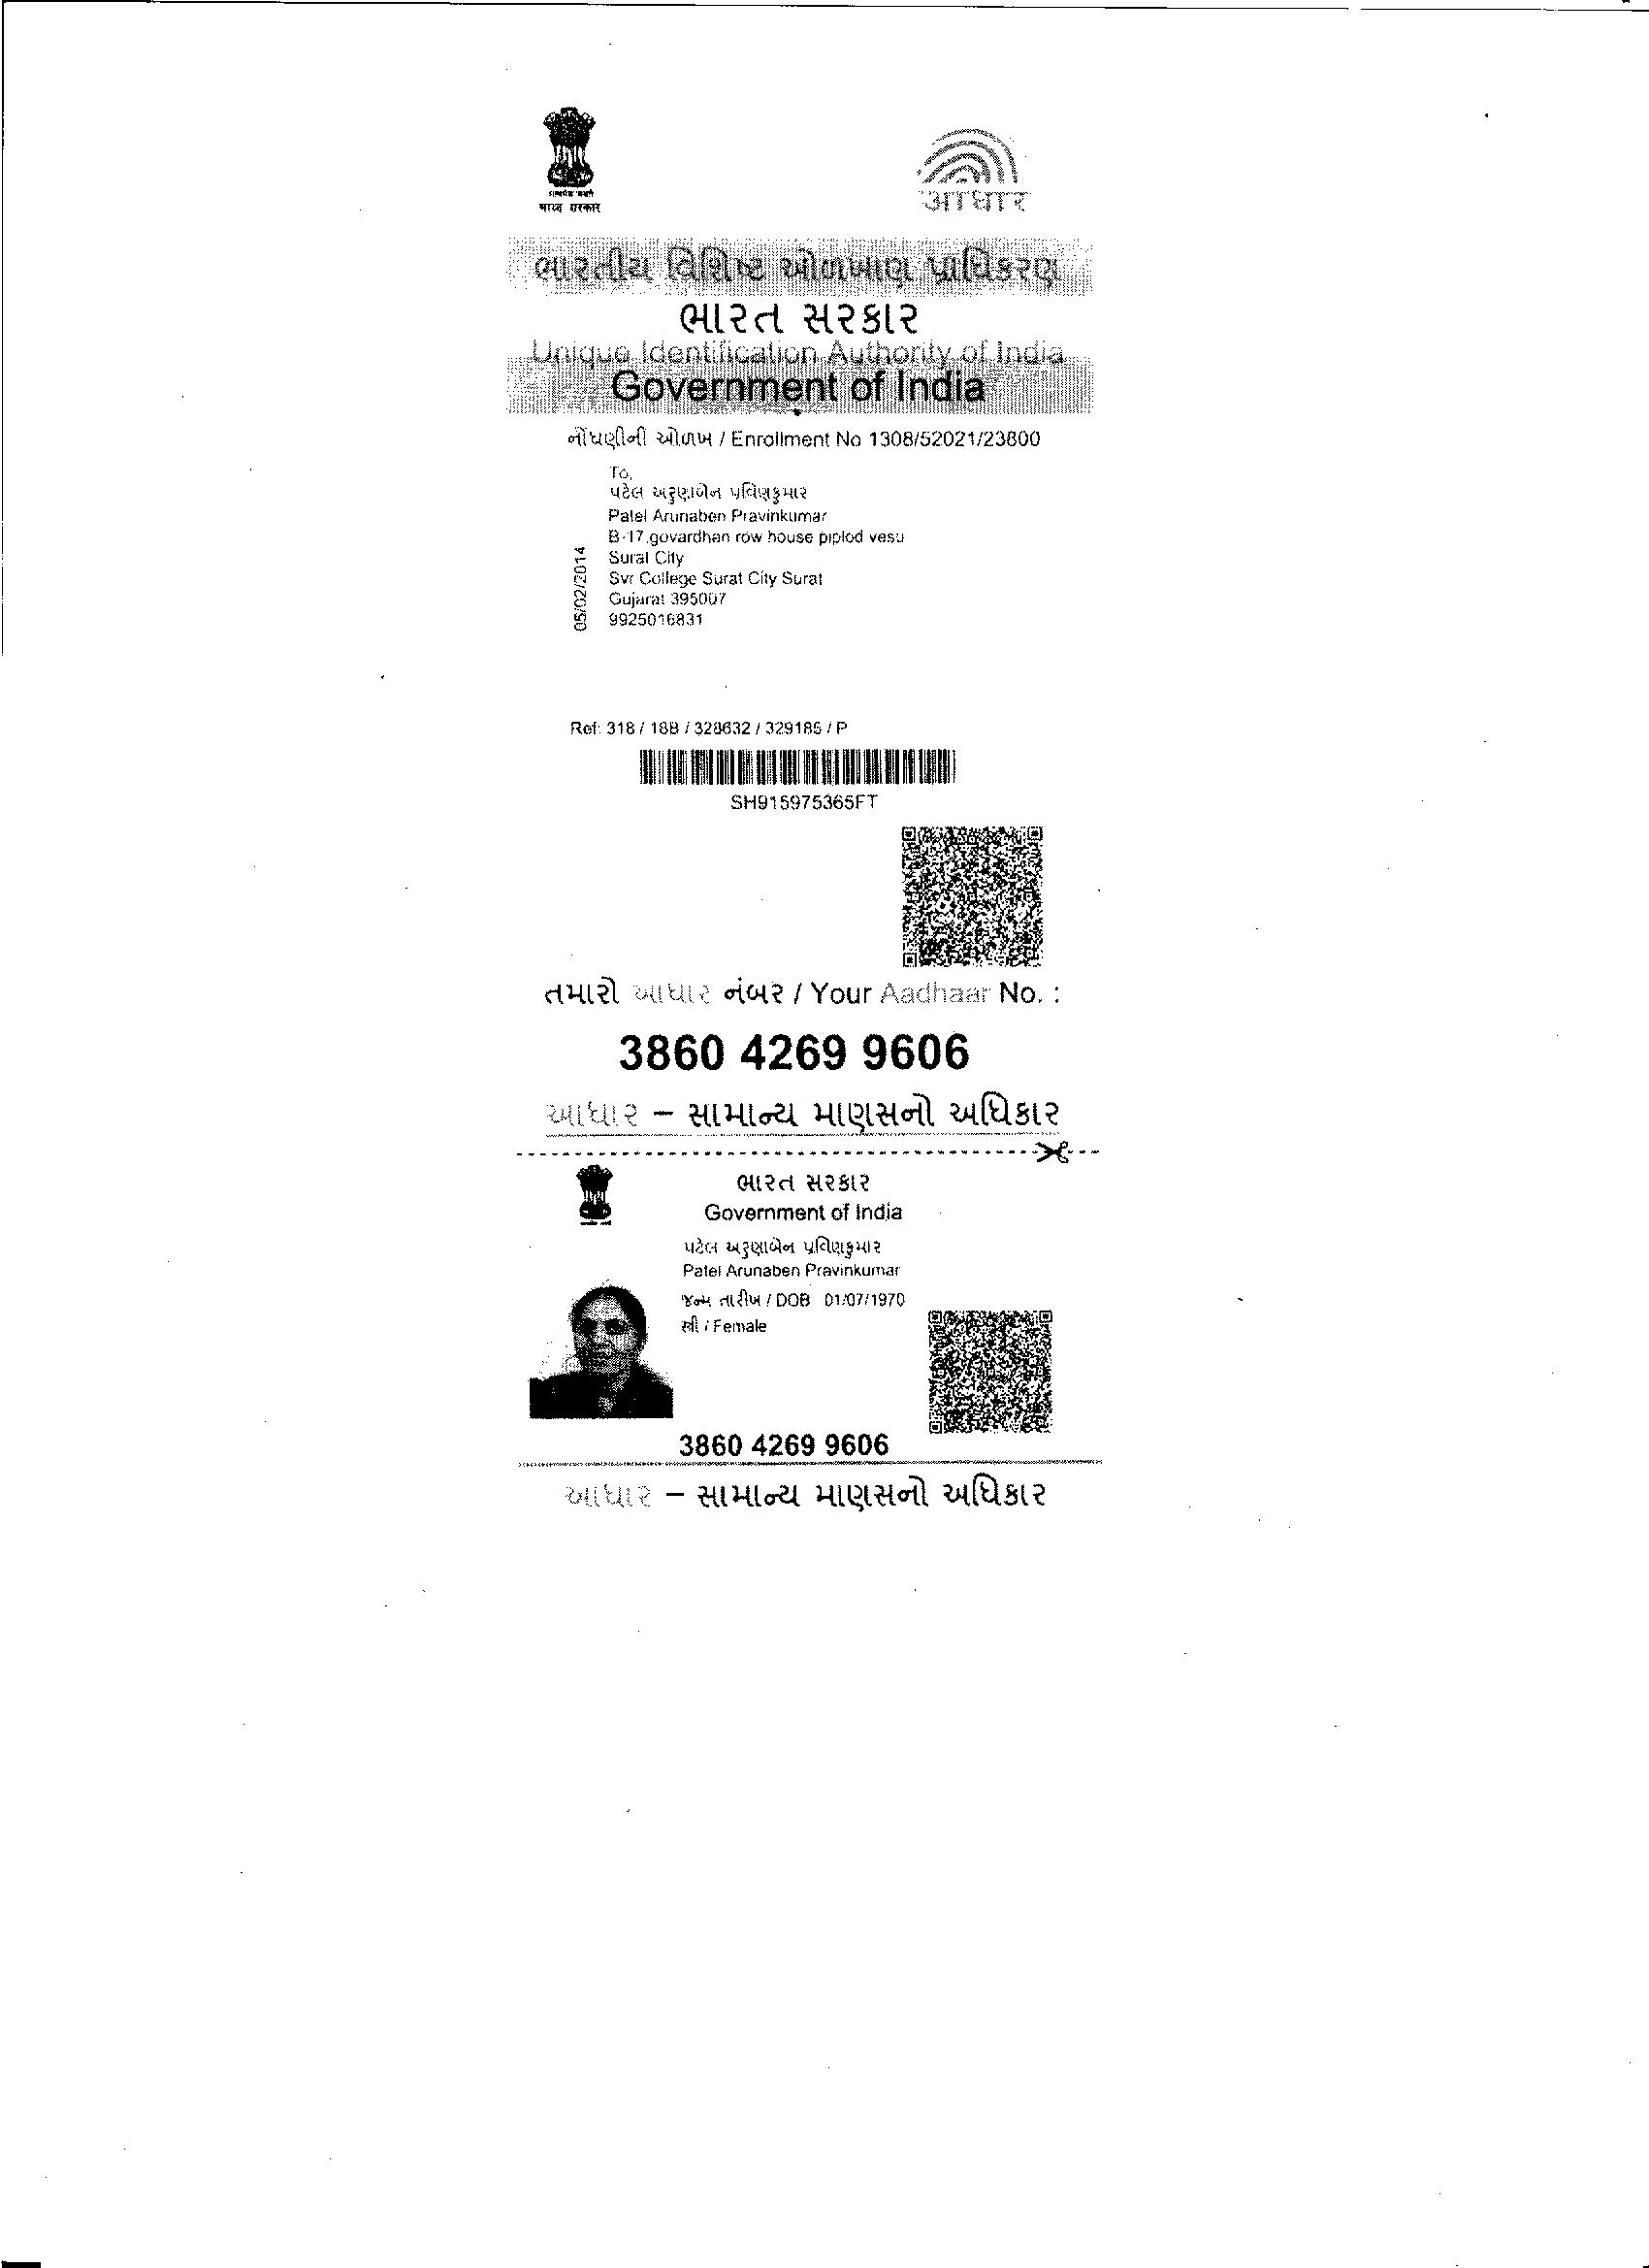 भारत सरकार
आधार
ભારતીય વિશિષ્ટ ઓળખાણ પ્રાધિકરણ
ભારત સરકાર
Unique Identification Authority of India
Government of India
નોંધણીની ઓળખ / Enrollment No 1308/52021/23800
To,
પટેલ અરુણાબેન પ્રવિણકુમાર
Patel Arunaben Pravinkumar
B-17,govardhan row house piplod vesu
Surat City
Svr College Surat City Surat
Gujarat 395007
9925016831
05/02/2014
Ref: 318 / 18B / 328632 / 329185 / P
SH915975365FT
તમારો આધાર નંબર / Your Aadhaar No. :
3860 4269 9606
આધાર – સામાન્ય માણસનો અધિકાર
ભારત સરકાર
Government of India
પટેલ અરુણાબેન પ્રવિણકુમાર
Patel Arunaben Pravinkumar
જન્મ તારીખ / DOB 01/07/1970
સ્ત્રી / Female
3860 4269 9606
આધાર – સામાન્ય માણસનો અધિકાર